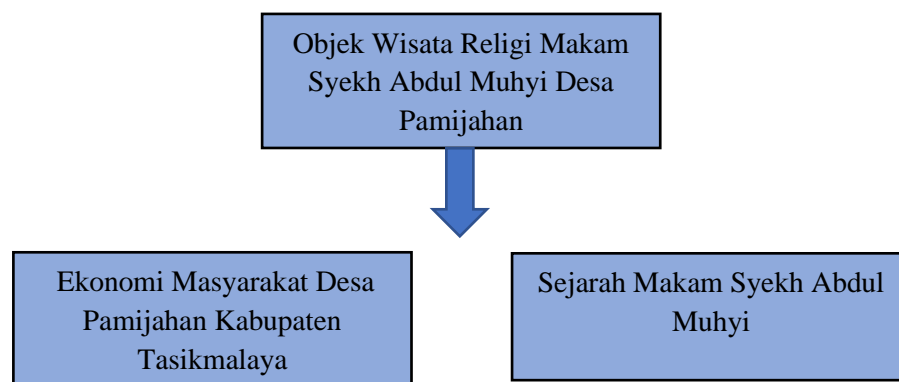 Objek Wisata Religi Makam
Syekh Abdul Muhyi Desa
Pamijahan
Ekonomi Masyarakat Desa
Pamijahan Kabupaten
Tasikmalaya
Sejarah Makam Syekh Abdul
Muhyi